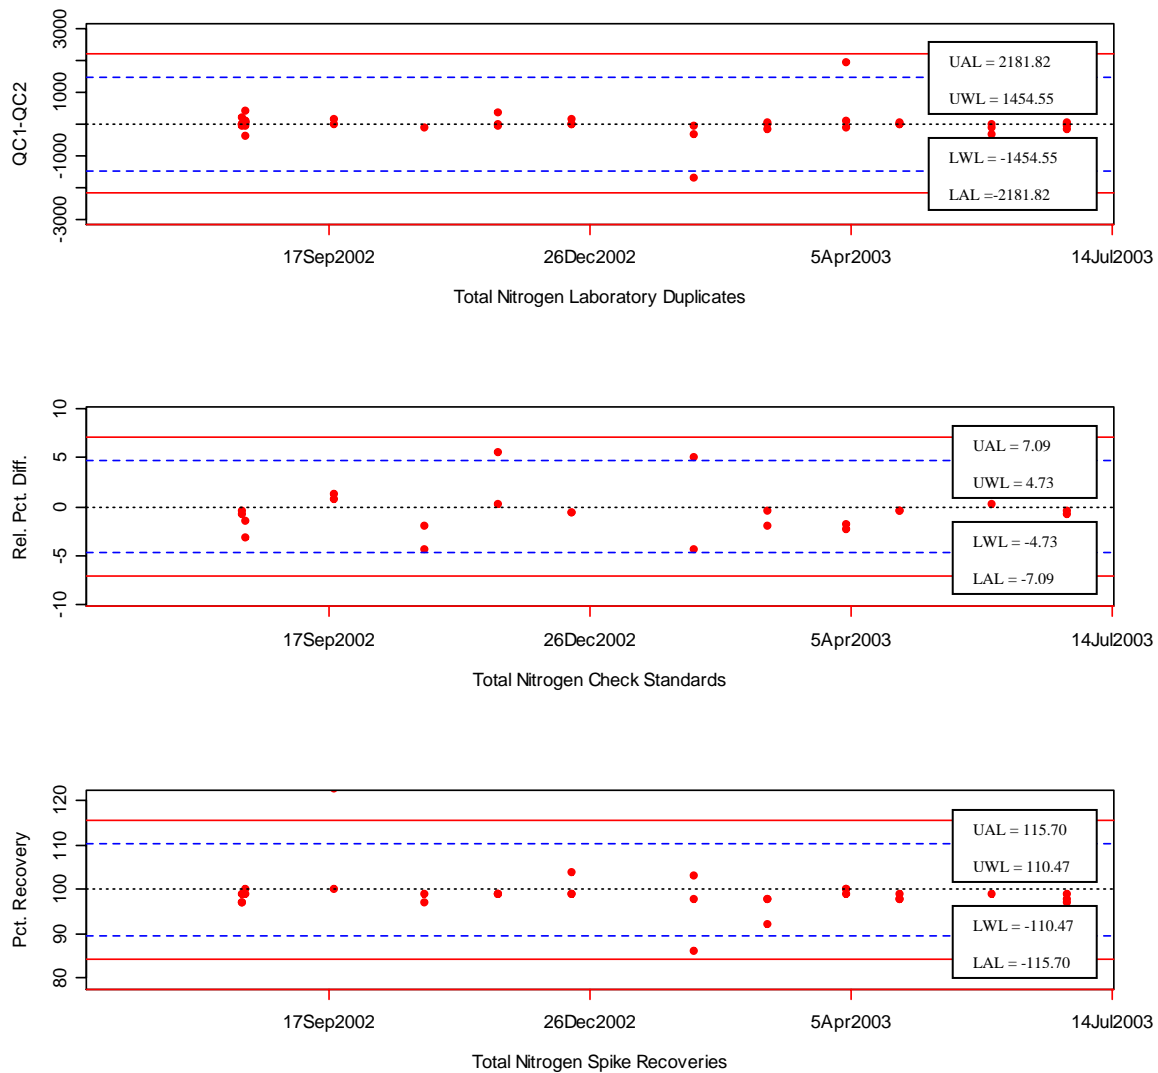 3000
1000
-1000
-3000
QC1-QC2
UAL = 2181.82
UWL = 1454.55
LWL = -1454.55
LAL =-2181.82
17Sep2002 26Dec2002 5Apr2003 14Jul2003
Total Nitrogen Laboratory Duplicates
10
5
0
-5
-10
Rel. Pct. Diff.
UAL = 7.09
UWL = 4.73
LWL = -4.73
LAL = -7.09
17Sep2002 26Dec2002 5Apr2003 14Jul2003
Total Nitrogen Check Standards
120
110
100
90
80
Pct. Recovery
UAL = 115.70
UWL = 110.47
LWL = -110.47
LAL = -115.70
17Sep2002 26Dec2002 5Apr2003 14Jul2003
Total Nitrogen Spike Recoveries